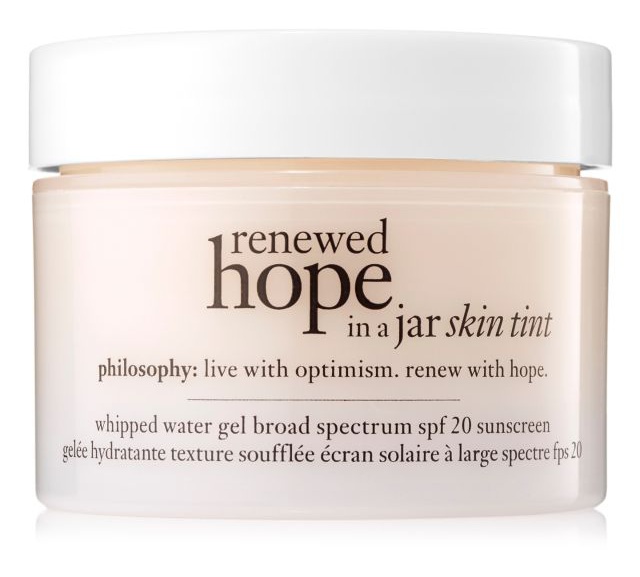 renewed
hope
in a jar skin tint
philosophy: live with optimism. renew with hope.
whipped water gel broad spectrum spf 20 sunscreen
gelée hydratante texture soufflée écran solaire à large spectre fps 20